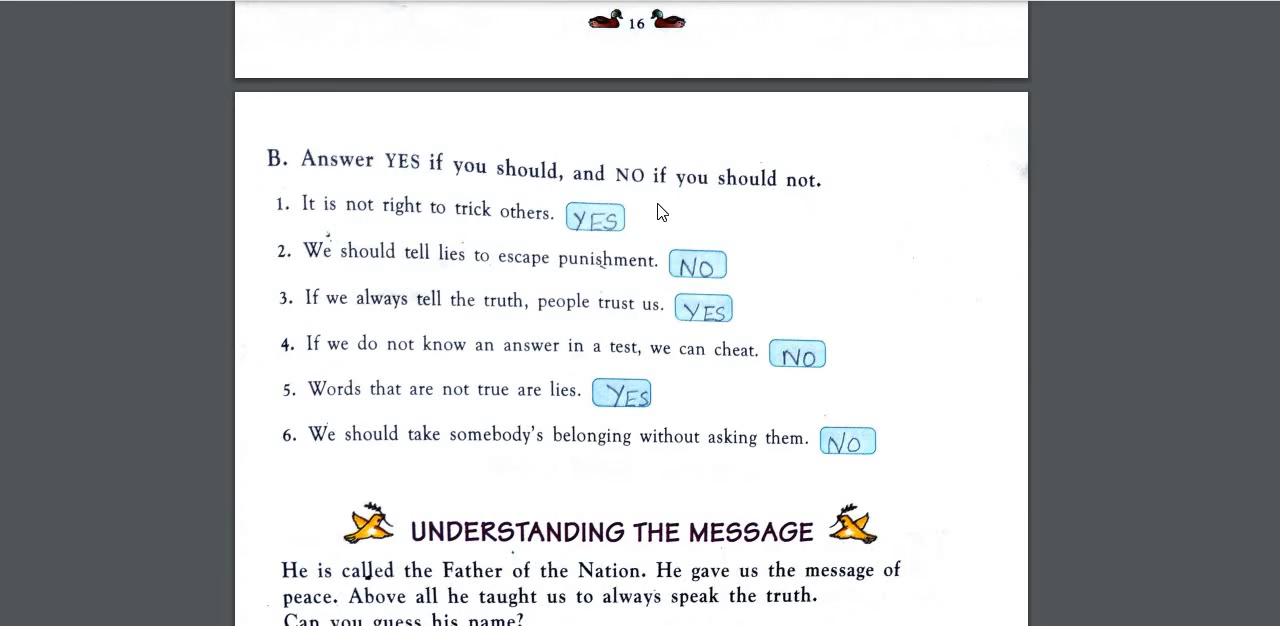 16
B. Answer YES if you should, and NO if you should not.
1. It is not right to trick others. YES
2. We should tell lies to escape punishment. NO
3. If we always tell the truth, people trust us. YES
4. If we do not know an answer in a test, we can cheat. NO
5. Words that are not true are lies. YES
6. We should take somebody's belonging without asking them. NO
UNDERSTANDING THE MESSAGE
He is called the Father of the Nation. He gave us the message of
peace. Above all he taught us to always speak the truth.
Can you guess his name?